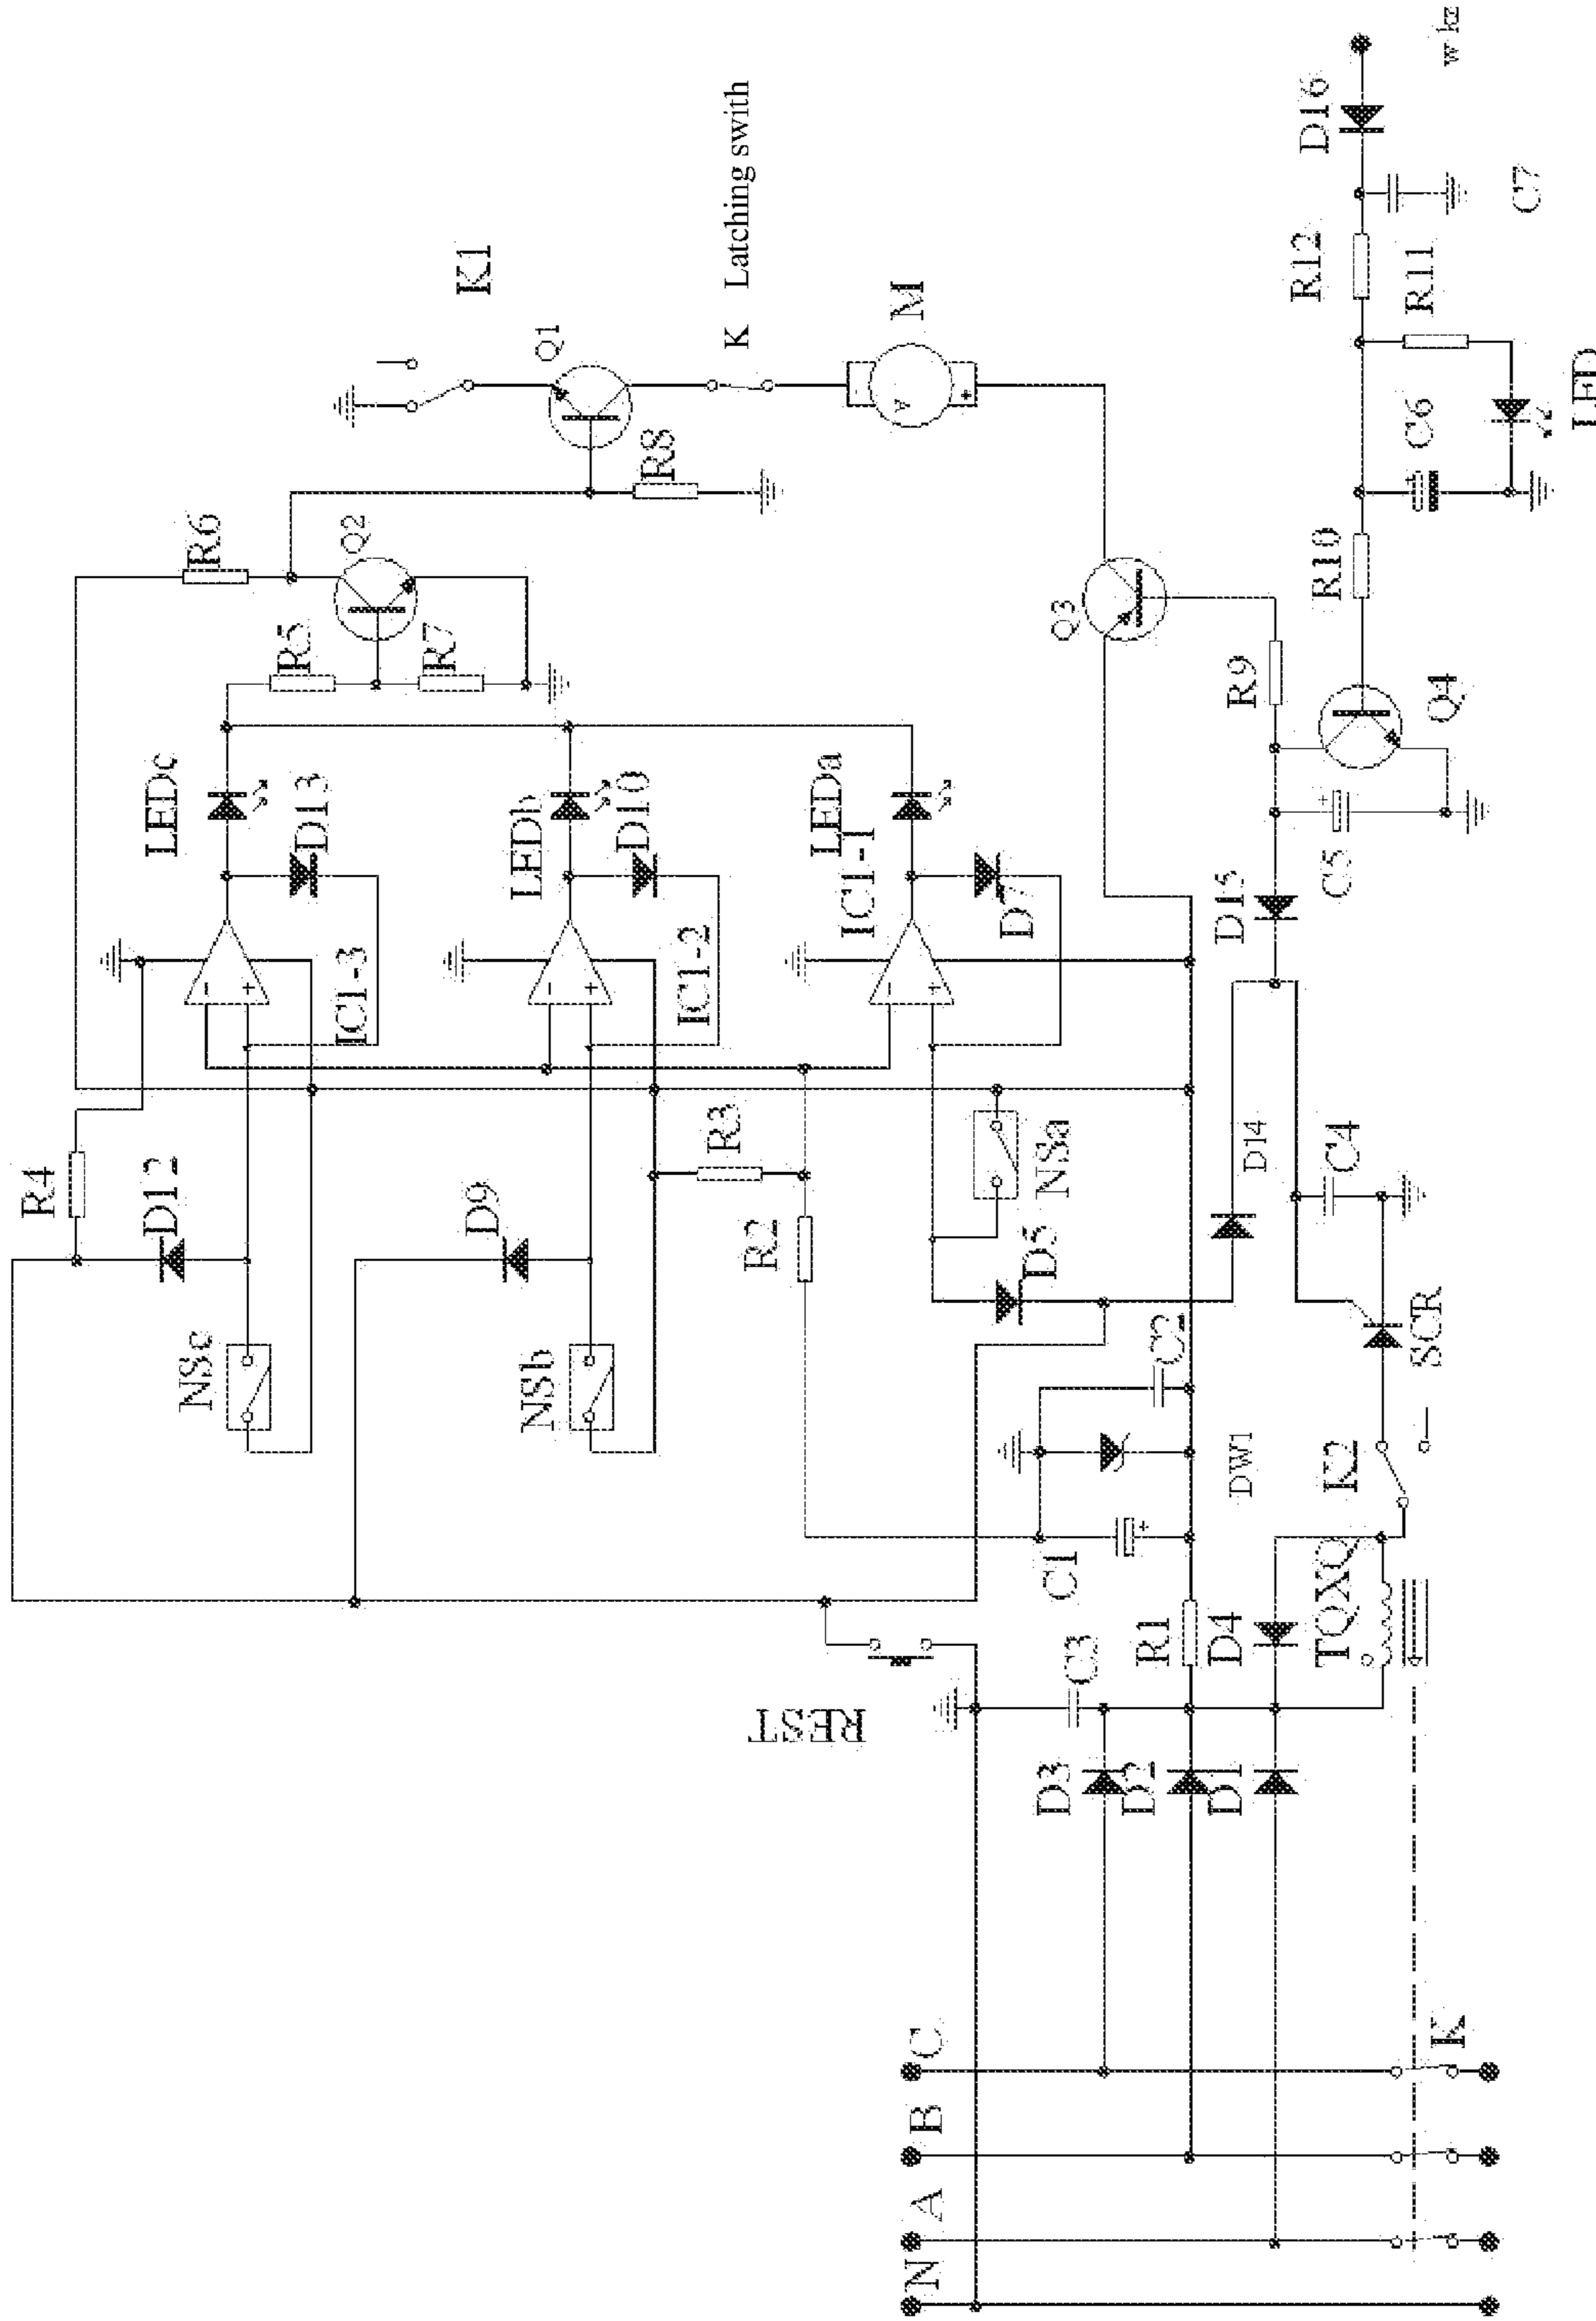 K1
Q1
K Latching swith
M
w kz
D16
C7
R12
R11
LED
C6
R10
Q4
R8
R6
Q2
R5
R7
Q3
R9
C5
D15
LEDc
D13
LEDb
D10
LEDa
IC1-1
D7
IC1-3
IC1-2
-
+
-
+
-
+
A
+
R4
D12
D9
R3
R2
NSa
D5
D14
C4
SCR
NSc
NSb
C2
DW1
C1
K2
TQXQ
R1
D4
C3
REST
D3
D2
D1
C
B
A
N
K